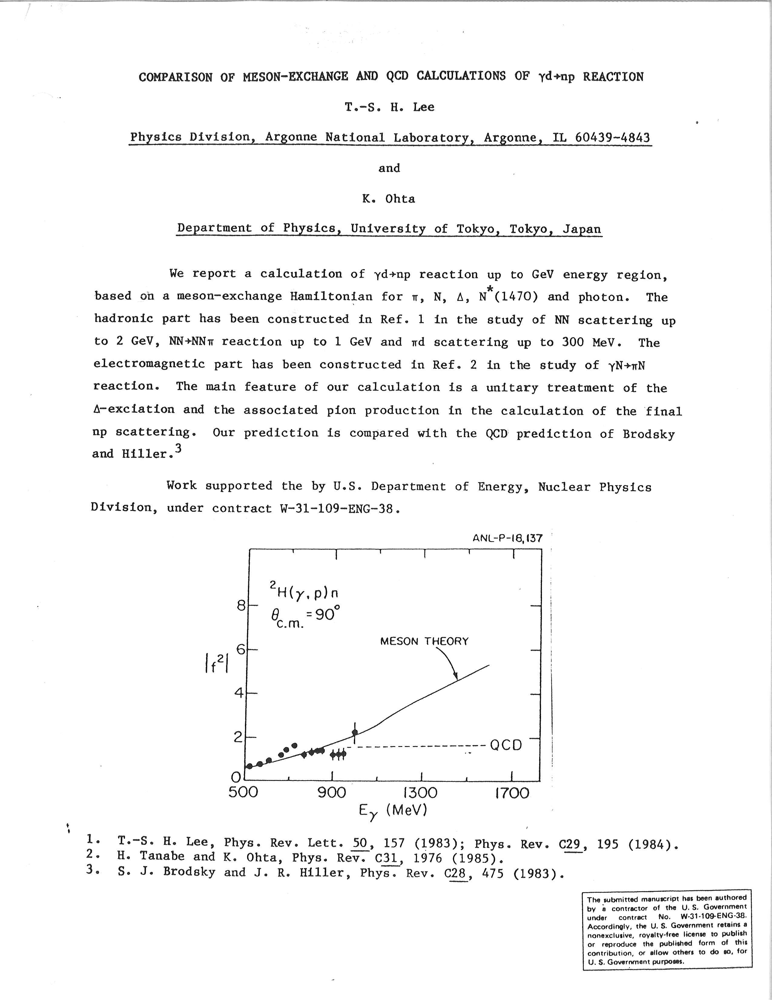 COMPARISON OF MESON-EXCHANGE AND QCD CALCULATIONS OF γd→np REACTION
T.-S. H. Lee
Physics Division, Argonne National Laboratory, Argonne, IL 60439-4843
and
K. Ohta
Department of Physics, University of Tokyo, Tokyo, Japan
We report a calculation of γd→np reaction up to GeV energy region,
based on a meson-exchange Hamiltonian for π, N, Δ, N*(1470) and photon. The
hadronic part has been constructed in Ref. 1 in the study of NN scattering up
to 2 GeV, NN→NNπ reaction up to 1 GeV and πd scattering up to 300 MeV. The
electromagnetic part has been constructed in Ref. 2 in the study of γN→πN
reaction. The main feature of our calculation is a unitary treatment of the
Δ-exciation and the associated pion production in the calculation of the final
np scattering. Our prediction is compared with the QCD prediction of Brodsky
and Hiller.³
Work supported the by U.S. Department of Energy, Nuclear Physics
Division, under contract W-31-109-ENG-38.
ANL-P-18,137
²H(γ, p)n
θc.m. = 90°
8
MESON THEORY
6
|f²|
4
2
QCD
0
500 900 1300 1700
Eγ (MeV)
1. T.-S. H. Lee, Phys. Rev. Lett. 50, 157 (1983); Phys. Rev. C29, 195 (1984).
2. H. Tanabe and K. Ohta, Phys. Rev. C31, 1976 (1985).
3. S. J. Brodsky and J. R. Hiller, Phys. Rev. C28, 475 (1983).
The submitted manuscript has been authored
by a contractor of the U. S. Government
under contract No. W-31-109-ENG-38.
Accordingly, the U. S. Government retains a
nonexclusive, royalty-free license to publish
or reproduce the published form of this
contribution, or allow others to do so, for
U. S. Government purposes.